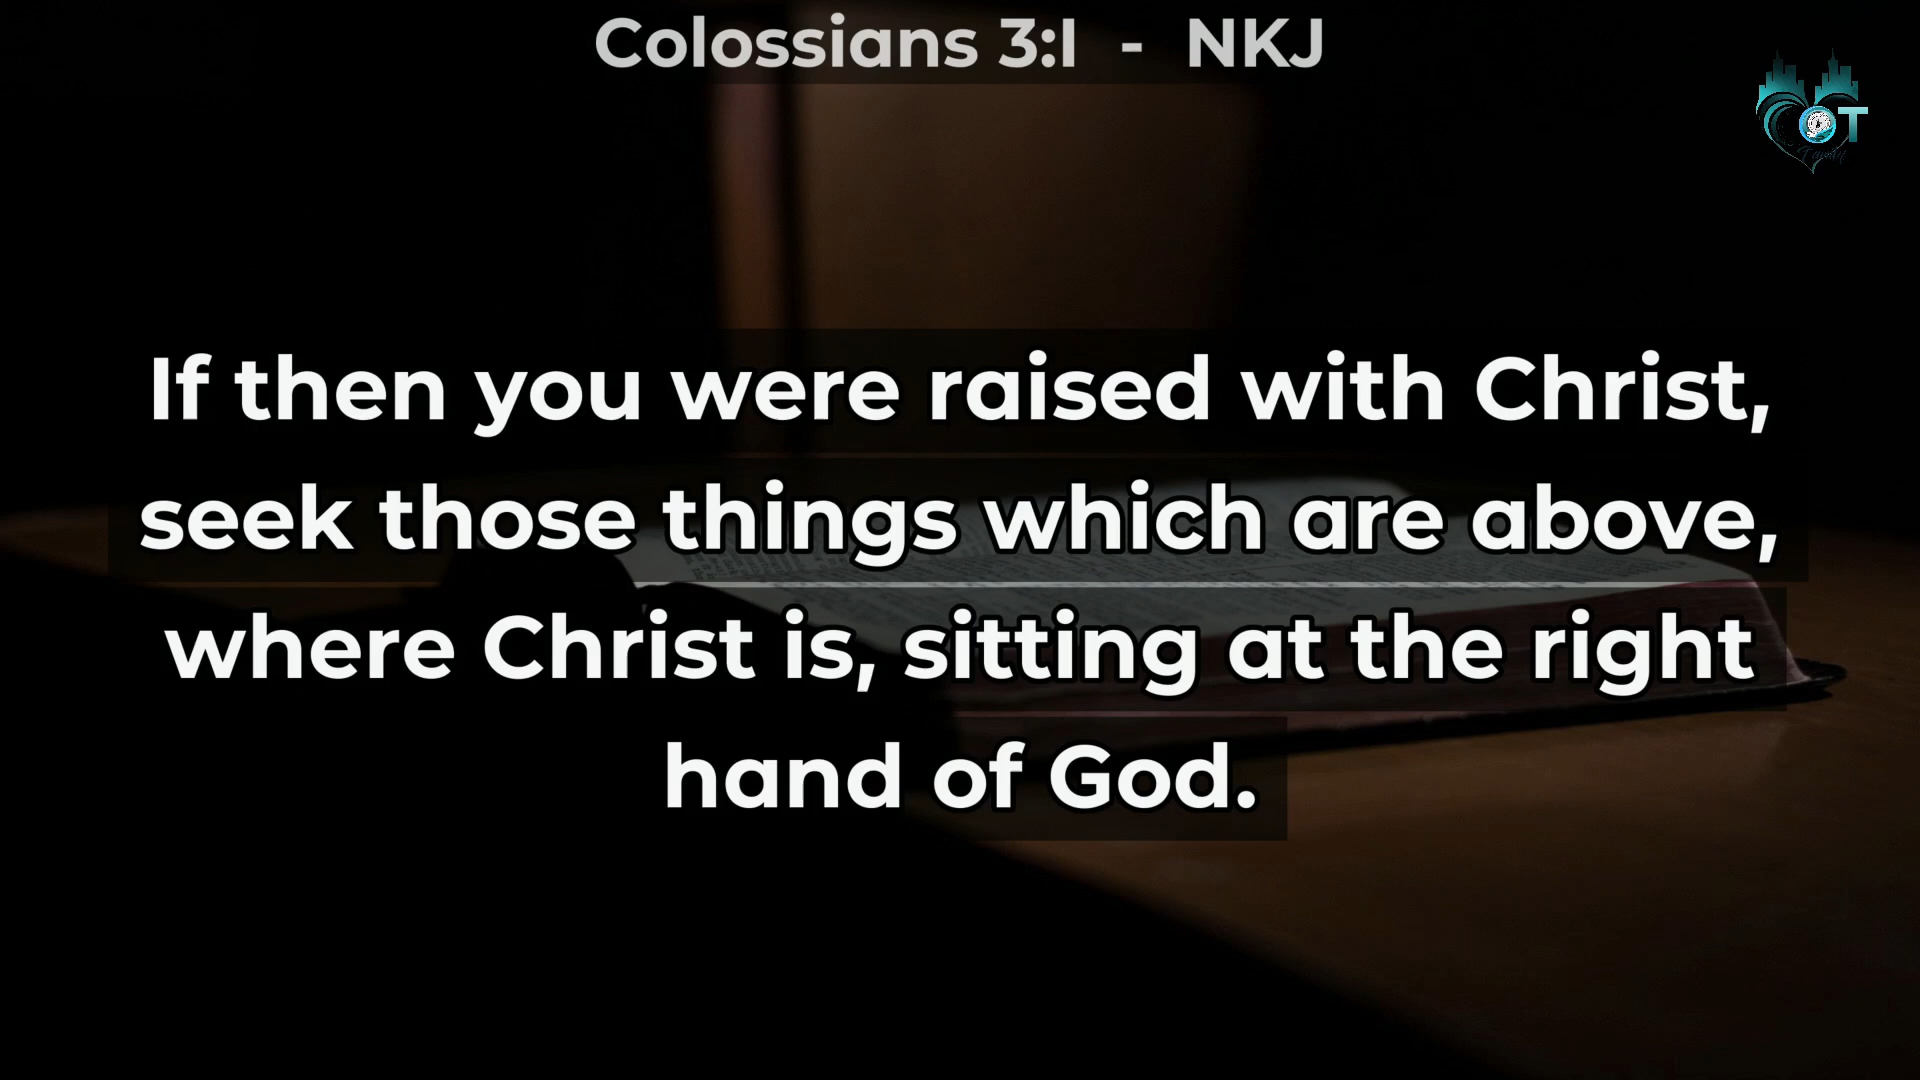 Colossians 3:1 - NKJ
OT
If then you were raised with Christ,
seek those things which are above,
where Christ is, sitting at the right
hand of God.